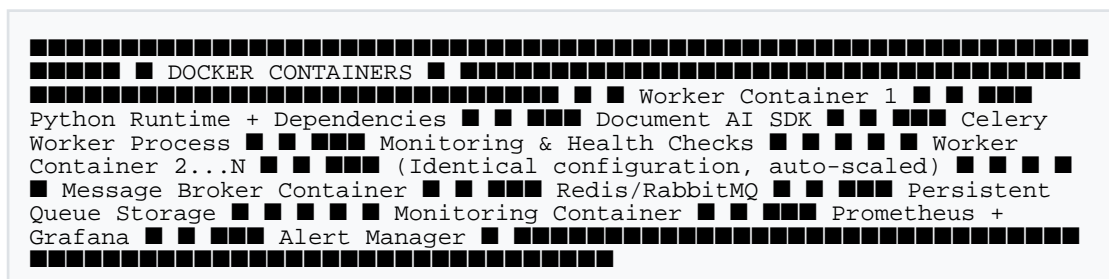 ■■■■■■■■■■■■■■■■■■■■■■■■■■■■■■■■■■■■■■■■■■■■■■■■■■■■■■■■■■■■■■■■■
■■■■■ ■ DOCKER CONTAINERS ■ ■■■■■■■■■■■■■■■■■■■■■■■■■■■■■■■■■■■■■■
■■■■■■■■■■■■■■■■■■■■■■■■■■■■■■■■■ ■ ■ Worker Container 1 ■ ■ ■■■
Python Runtime + Dependencies ■ ■ ■■■ Document AI SDK ■ ■ ■■■ Celery
Worker Process ■ ■ ■■■ Monitoring & Health Checks ■ ■ ■ ■ ■ Worker
Container 2...N ■ ■ ■■■ (Identical configuration, auto-scaled) ■ ■ ■ ■
■ Message Broker Container ■ ■ ■■■ Redis/RabbitMQ ■ ■ ■■■ Persistent
Queue Storage ■ ■ ■ ■ ■ Monitoring Container ■ ■ ■■■ Prometheus +
Grafana ■ ■ ■■■ Alert Manager ■ ■■■■■■■■■■■■■■■■■■■■■■■■■■■■■■■■■■■
■■■■■■■■■■■■■■■■■■■■■■■■■■■■■■■■■■■■